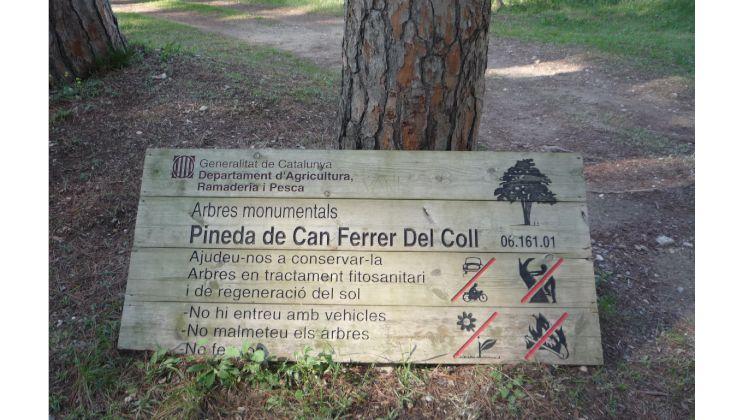 Generalitat de Catalunya
Departament d'Agricultura,
Ramaderia i Pesca
Arbres monumentals
Pineda de Can Ferrer Del Coll 06.161.01
Ajudeu-nos a conservar-la
Arbres en tractament fitosanitari
i de regeneració del sol
-No hi entreu amb vehicles
-No malmeteu els arbres
-No fe